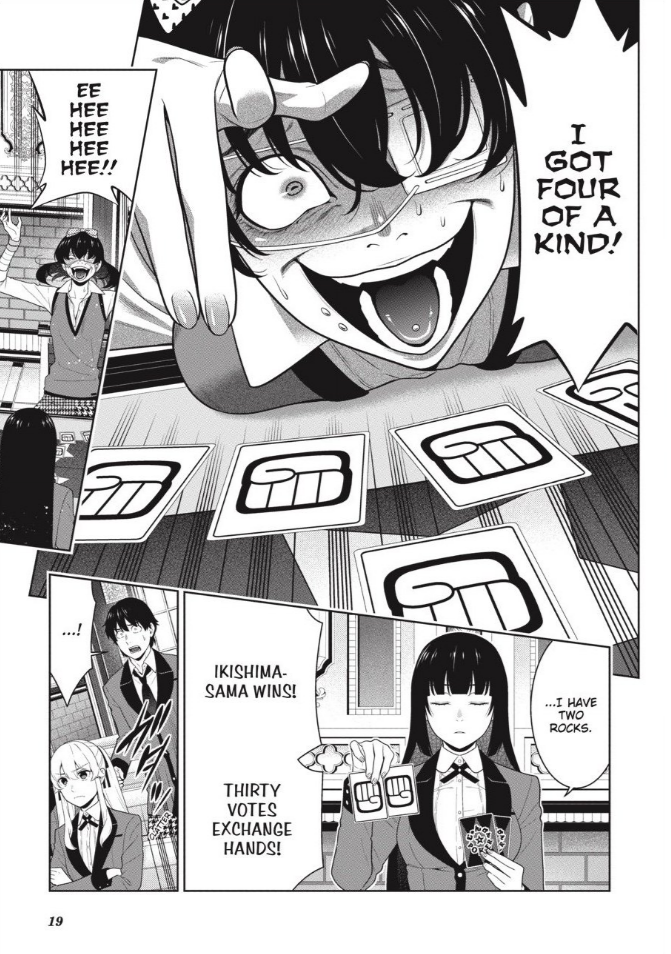 I
GOT
FOUR
OF A
KIND!
EE
HEE
HEE
HEE
HEE!!
...I HAVE
TWO
ROCKS.
IKISHIMA-
SAMA WINS!
THIRTY
VOTES
EXCHANGE
HANDS!
...!
19